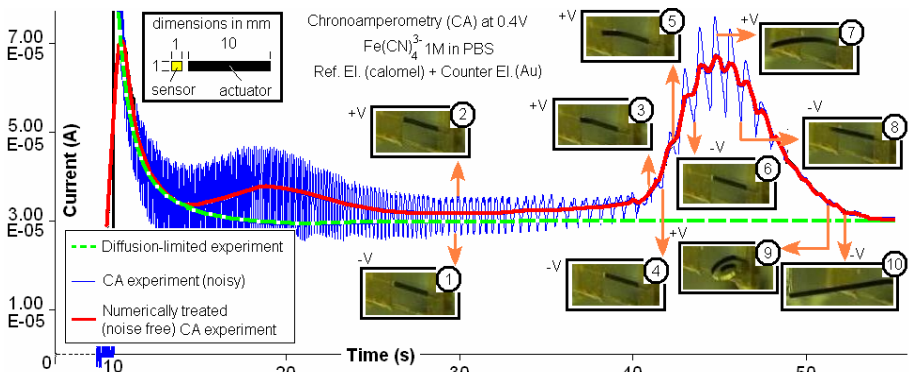 dimensions in mm
1
10
1
sensor
actuator
Chronoamperometry (CA) at 0.4V
Fe(CN)₄³⁻ 1M in PBS
Ref. El. (calomel) + Counter El. (Au)
7.00
E-05
5.00
E-05
3.00
E-05
1.00
E-05
0
Current (A)
+V
2
+V
3
+V
5
+V
7
-V
8
-V
6
-V
1
-V
4
+V
9
-V
10
Diffusion-limited experiment
CA experiment (noisy)
Numerically treated
(noise free) CA experiment
10
20
30
40
50
Time (s)